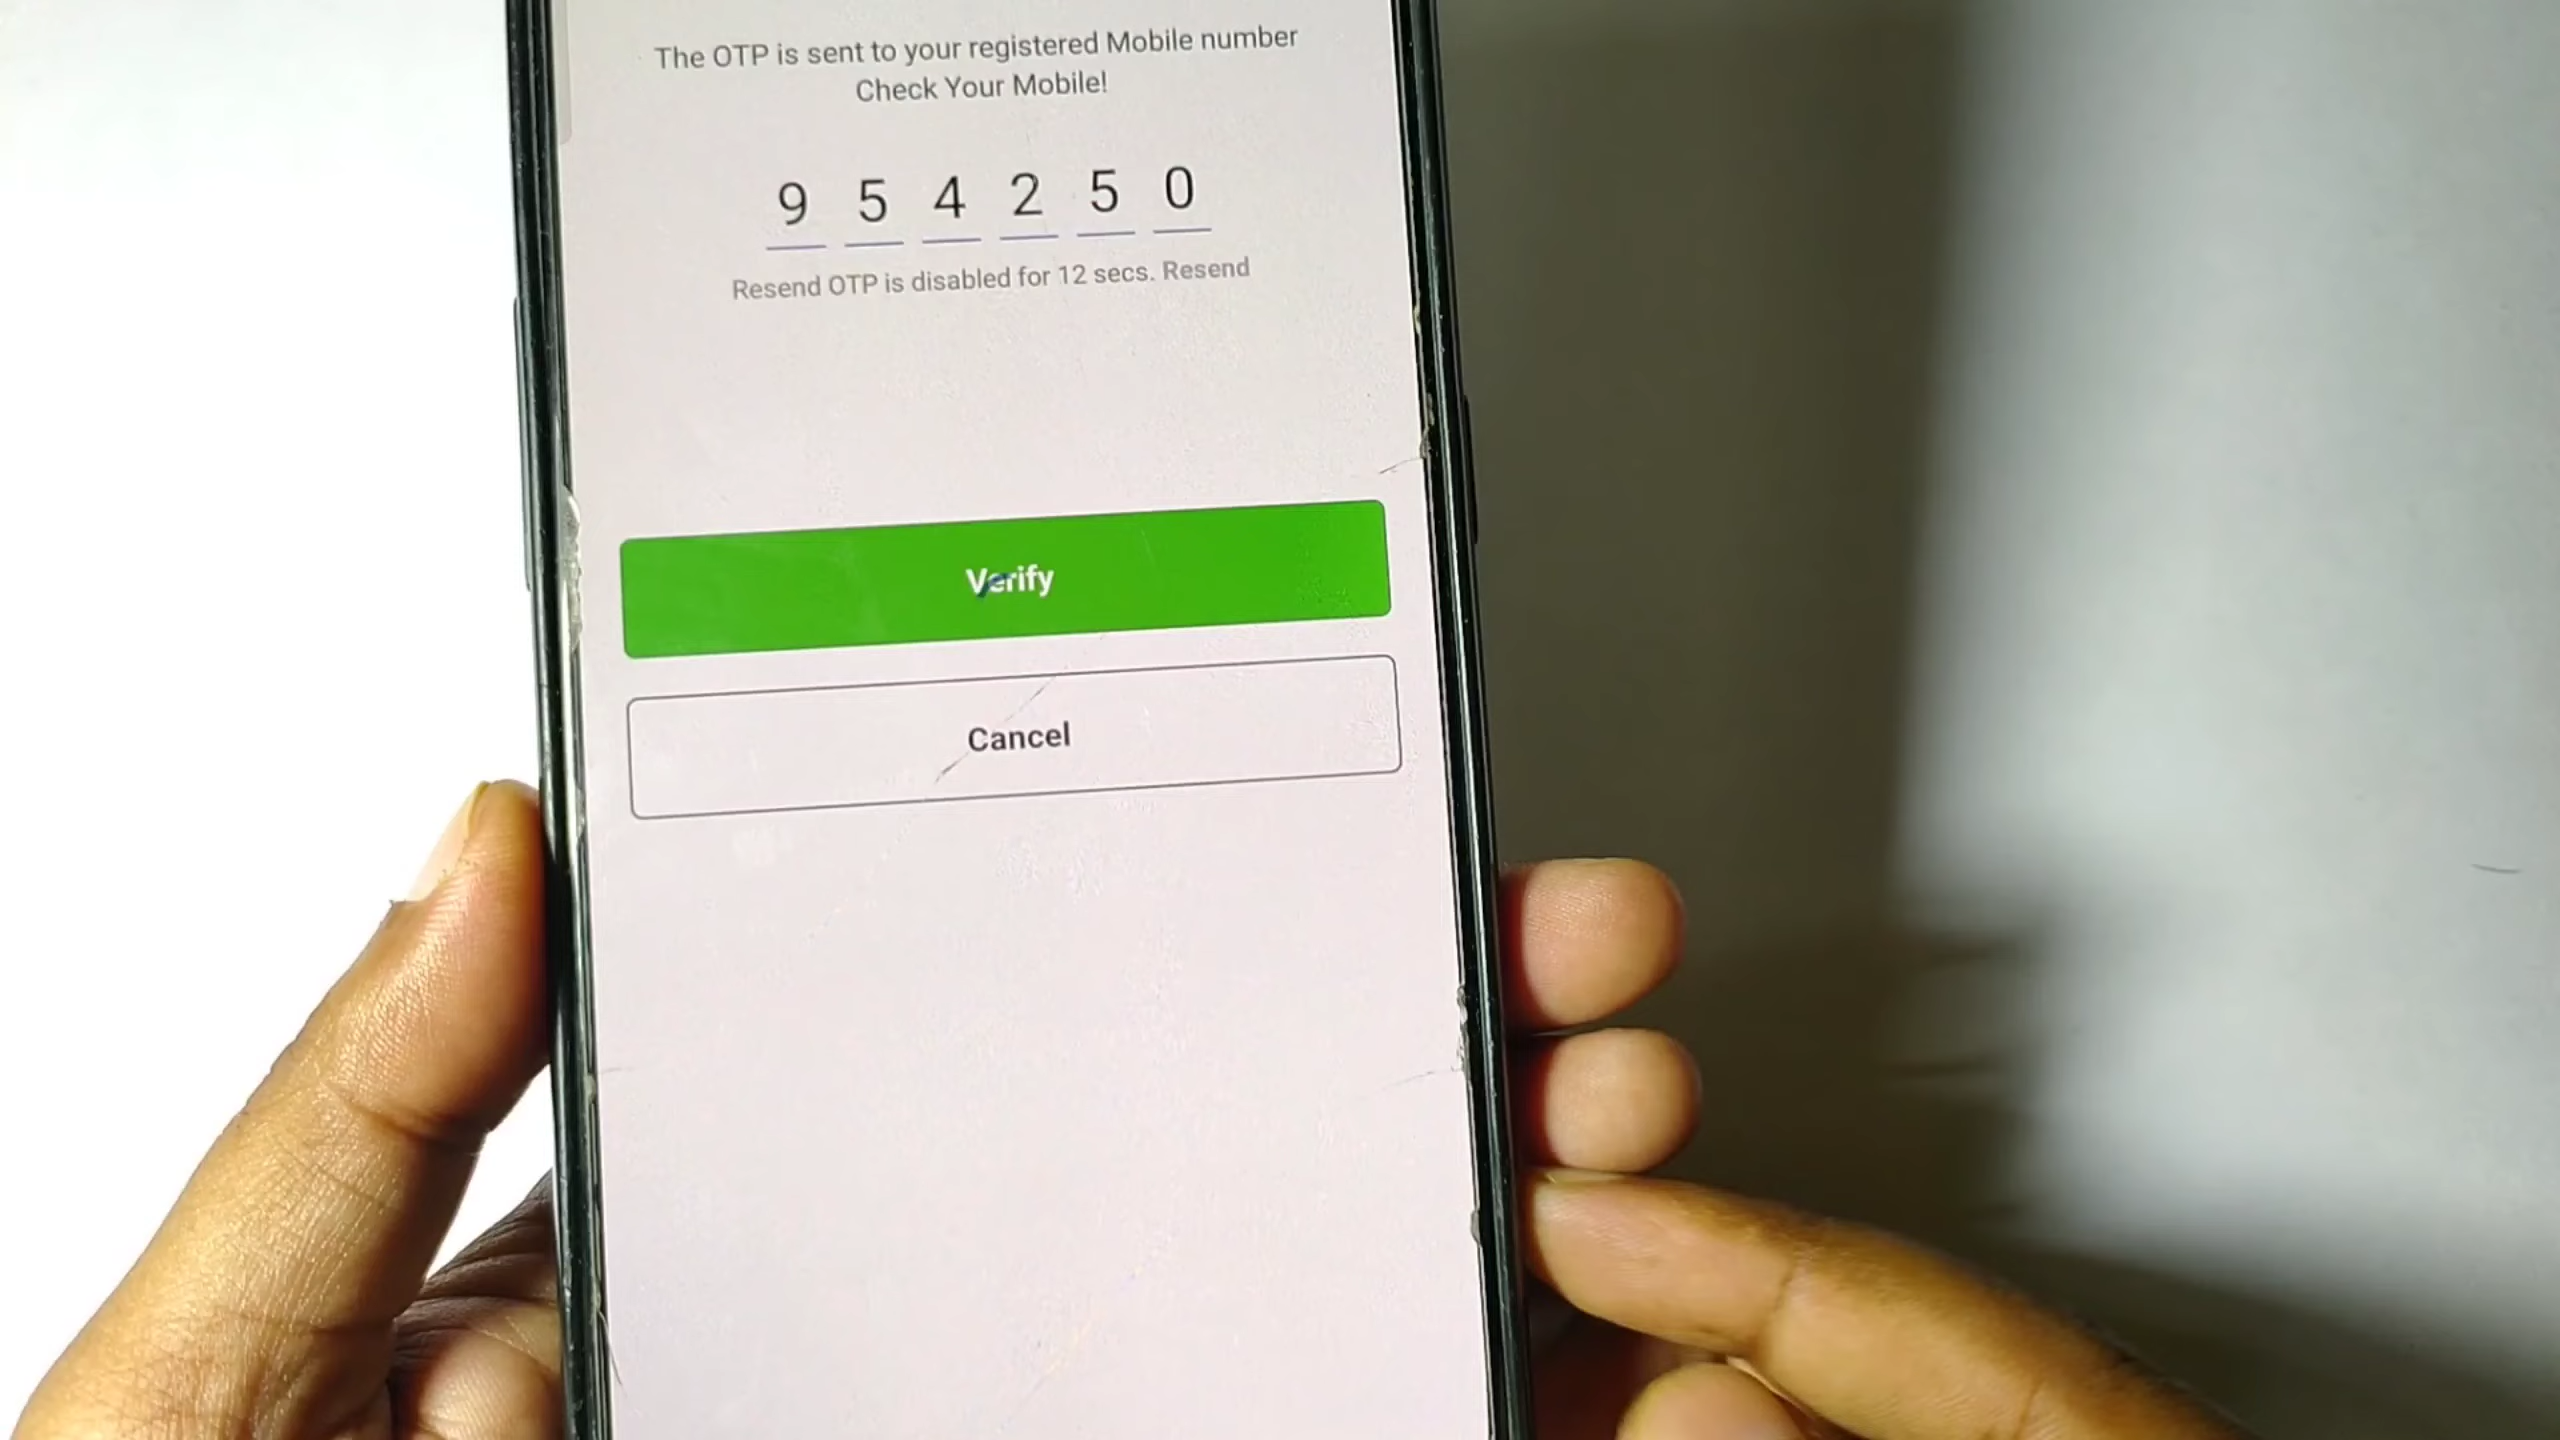 The OTP is sent to your registered Mobile number
Check Your Mobile!
9 5 4 2 5 0
Resend OTP is disabled for 12 secs. Resend
Verify
Cancel